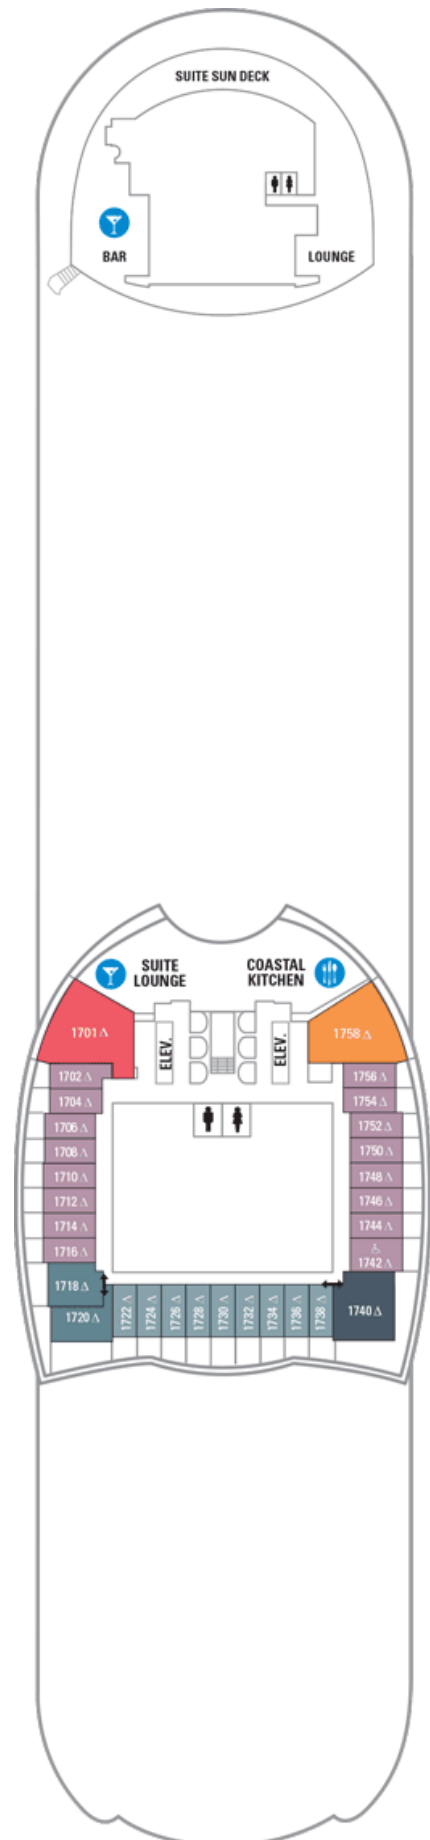 SUITE SUN DECK
BAR
LOUNGE
SUITE
LOUNGE
COASTAL
KITCHEN
1701 Δ
1758 Δ
ELEV.
ELEV.
1702 Δ
1756 Δ
1704 Δ
1754 Δ
1706 Δ
1752 Δ
1708 Δ
1750 Δ
1710 Δ
1748 Δ
1712 Δ
1746 Δ
1714 Δ
1744 Δ
1716 Δ
1742 Δ
1718 Δ
1720 Δ
1722 Δ
1724 Δ
1726 Δ
1728 Δ
1730 Δ
1732 Δ
1734 Δ
1736 Δ
1738 Δ
1740 Δ